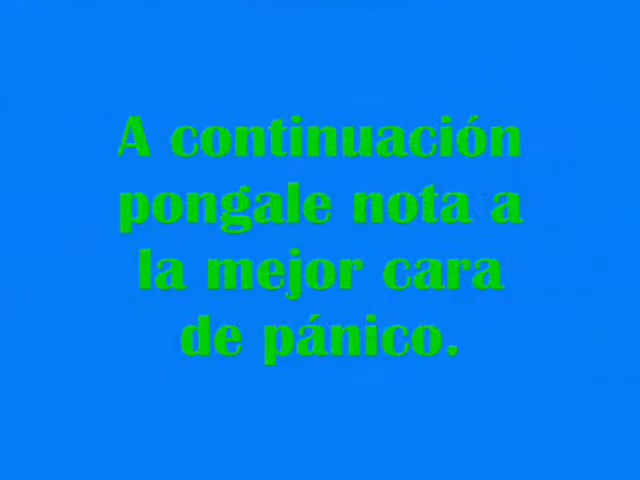 A continuación
pongale nota a
la mejor cara
de pánico.